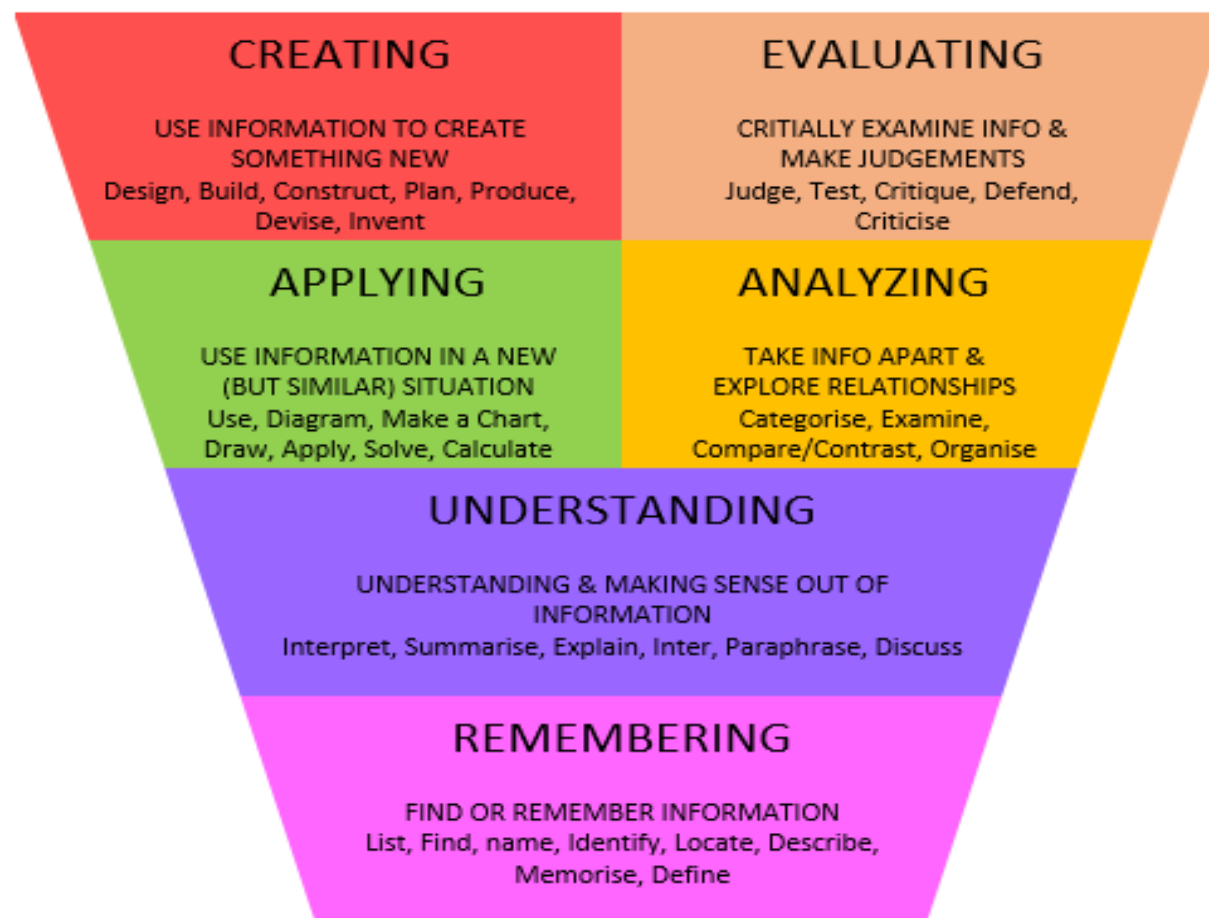 CREATING
USE INFORMATION TO CREATE
SOMETHING NEW
Design, Build, Construct, Plan, Produce,
Devise, Invent
EVALUATING
CRITIALLY EXAMINE INFO &
MAKE JUDGEMENTS
Judge, Test, Critique, Defend,
Criticise
APPLYING
USE INFORMATION IN A NEW
(BUT SIMILAR) SITUATION
Use, Diagram, Make a Chart,
Draw, Apply, Solve, Calculate
ANALYZING
TAKE INFO APART &
EXPLORE RELATIONSHIPS
Categorise, Examine,
Compare/Contrast, Organise
UNDERSTANDING
UNDERSTANDING & MAKING SENSE OUT OF
INFORMATION
Interpret, Summarise, Explain, Inter, Paraphrase, Discuss
REMEMBERING
FIND OR REMEMBER INFORMATION
List, Find, name, Identify, Locate, Describe,
Memorise, Define